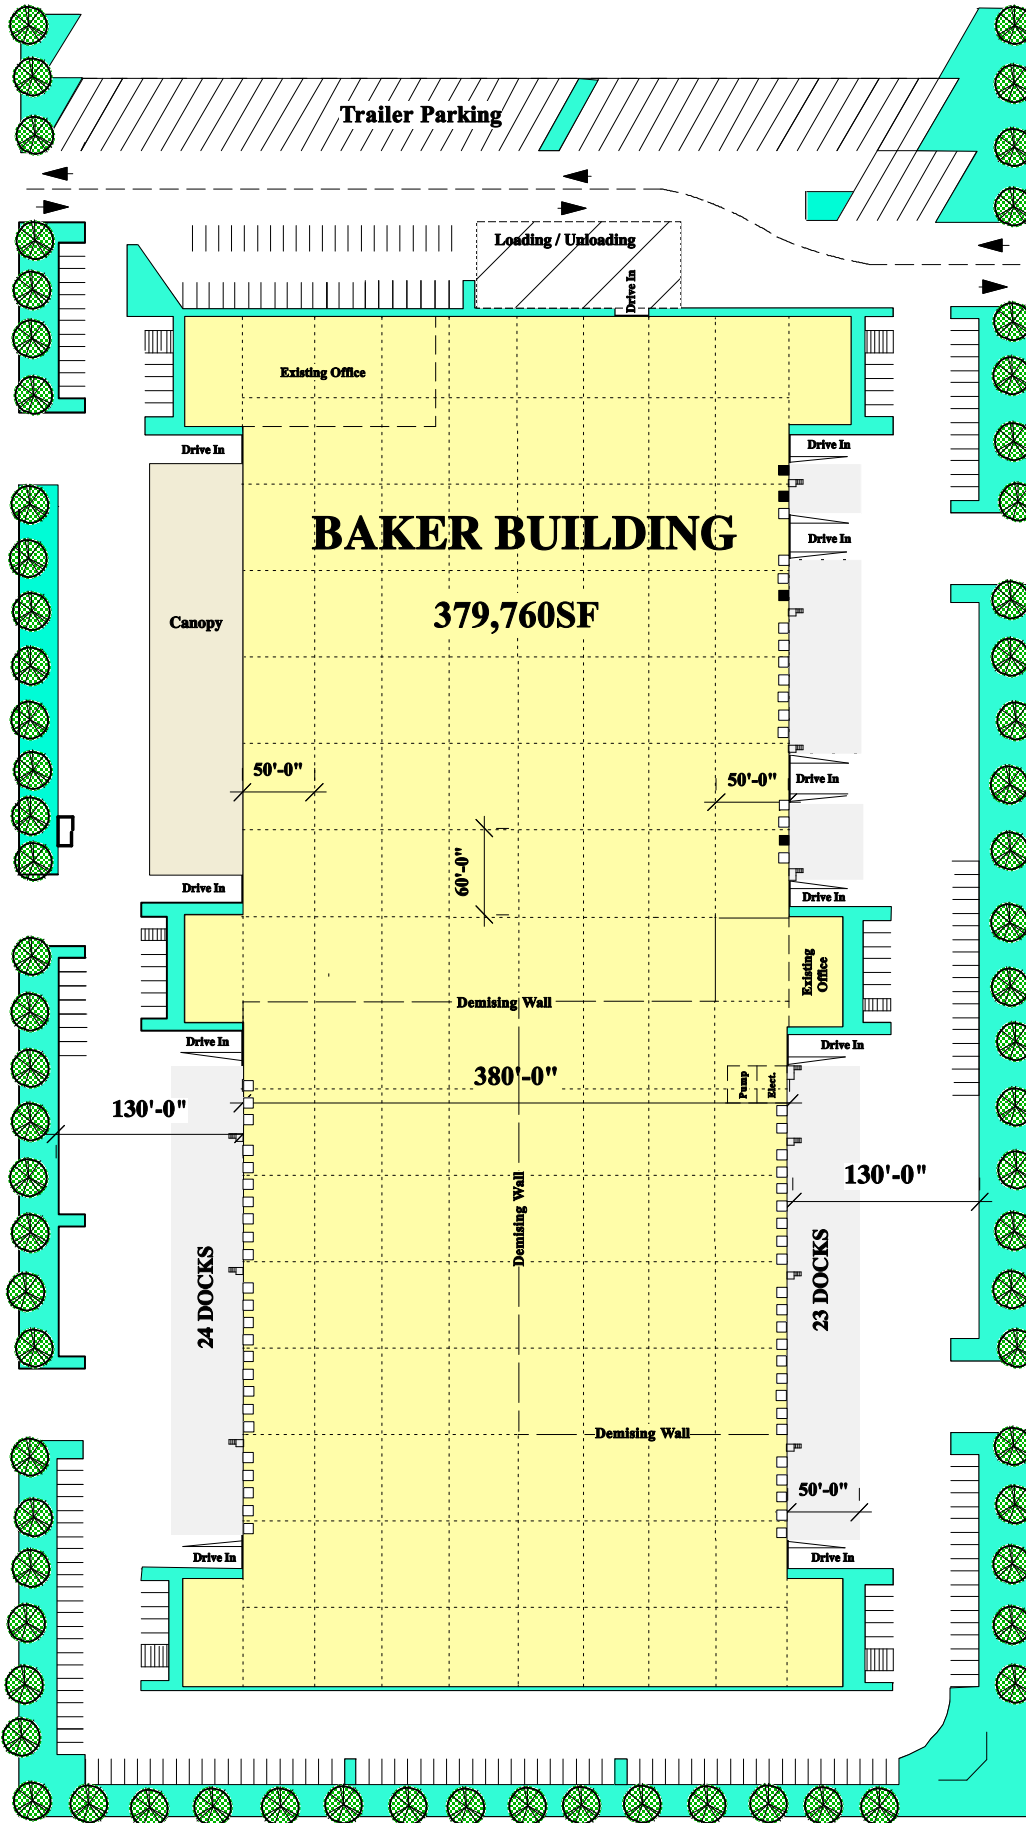 Trailer Parking
Loading / Unloading
Drive In
Existing Office
Drive In
Drive In
BAKER BUILDING
Drive In
379,760SF
Canopy
50'-0"
50'-0"
Drive In
60'-0"
Drive In
Drive In
Existing
Office
Demising Wall
Drive In
Drive In
380'-0"
Pump
Elect.
130'-0"
130'-0"
Demising Wall
24 DOCKS
23 DOCKS
Demising Wall
50'-0"
Drive In
Drive In